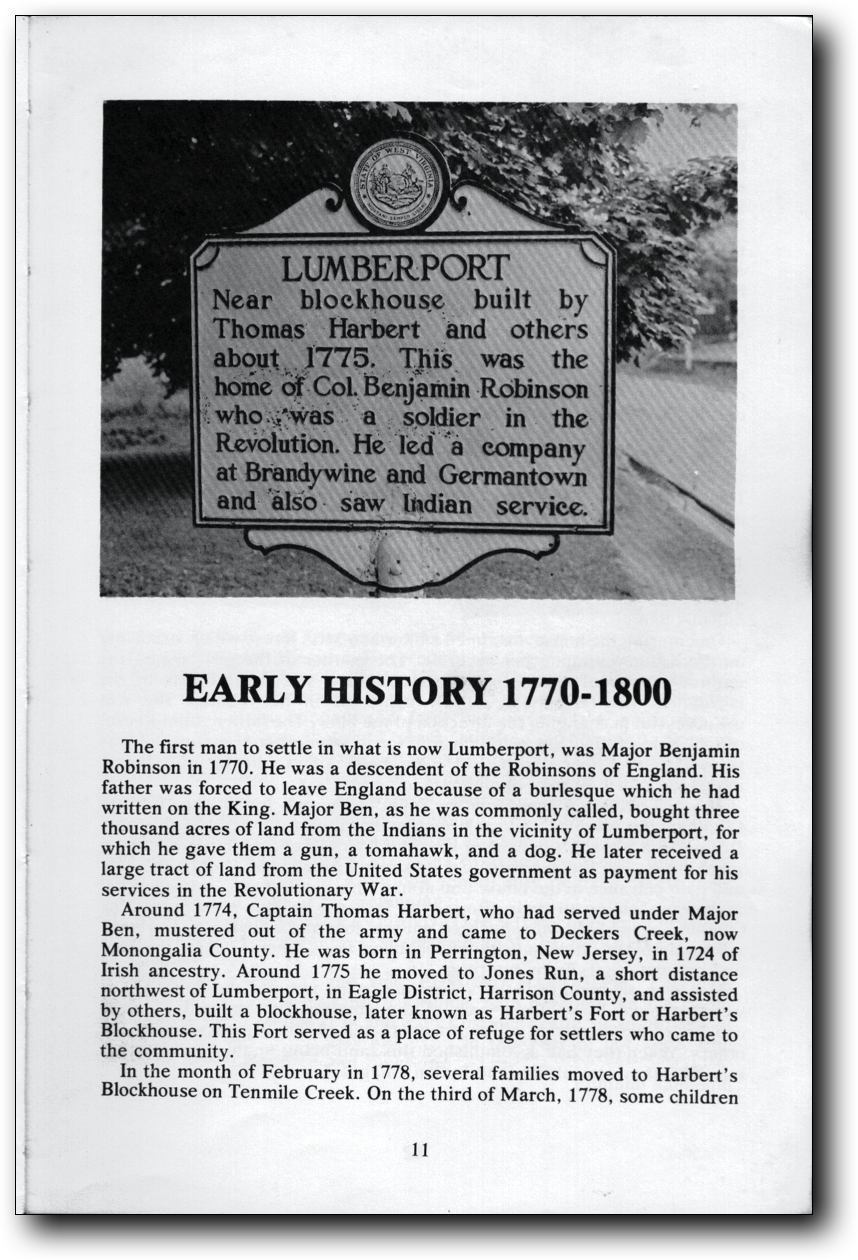 STATE OF WEST VIRGINIA
MONTANI SEMPER LIBERI
LUMBERPORT
Near blockhouse built by
Thomas Harbert and others
about 1775. This was the
home of Col. Benjamin Robinson
who was a soldier in the
Revolution. He led a company
at Brandywine and Germantown
and also saw Indian service.
EARLY HISTORY 1770-1800
The first man to settle in what is now Lumberport, was Major Benjamin
Robinson in 1770. He was a descendent of the Robinsons of England. His
father was forced to leave England because of a burlesque which he had
written on the King. Major Ben, as he was commonly called, bought three
thousand acres of land from the Indians in the vicinity of Lumberport, for
which he gave them a gun, a tomahawk, and a dog. He later received a
large tract of land from the United States government as payment for his
services in the Revolutionary War.
Around 1774, Captain Thomas Harbert, who had served under Major
Ben, mustered out of the army and came to Deckers Creek, now
Monongalia County. He was born in Perrington, New Jersey, in 1724 of
Irish ancestry. Around 1775 he moved to Jones Run, a short distance
northwest of Lumberport, in Eagle District, Harrison County, and assisted
by others, built a blockhouse, later known as Harbert's Fort or Harbert's
Blockhouse. This Fort served as a place of refuge for settlers who came to
the community.
In the month of February in 1778, several families moved to Harbert's
Blockhouse on Tenmile Creek. On the third of March, 1778, some children
11